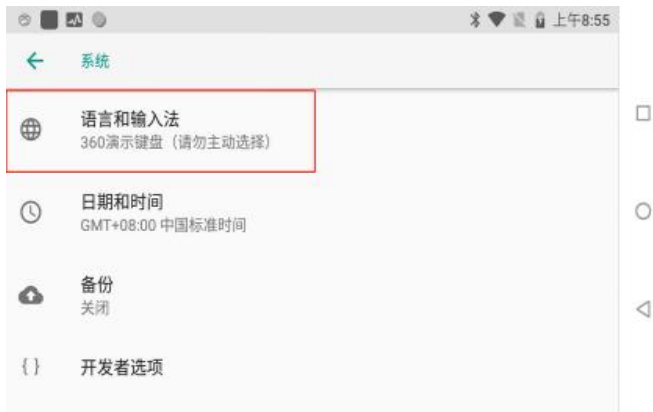 上午8:55
系统
语言和输入法
360演示键盘（请勿主动选择）
日期和时间
GMT+08:00 中国标准时间
备份
关闭
{ } 开发者选项